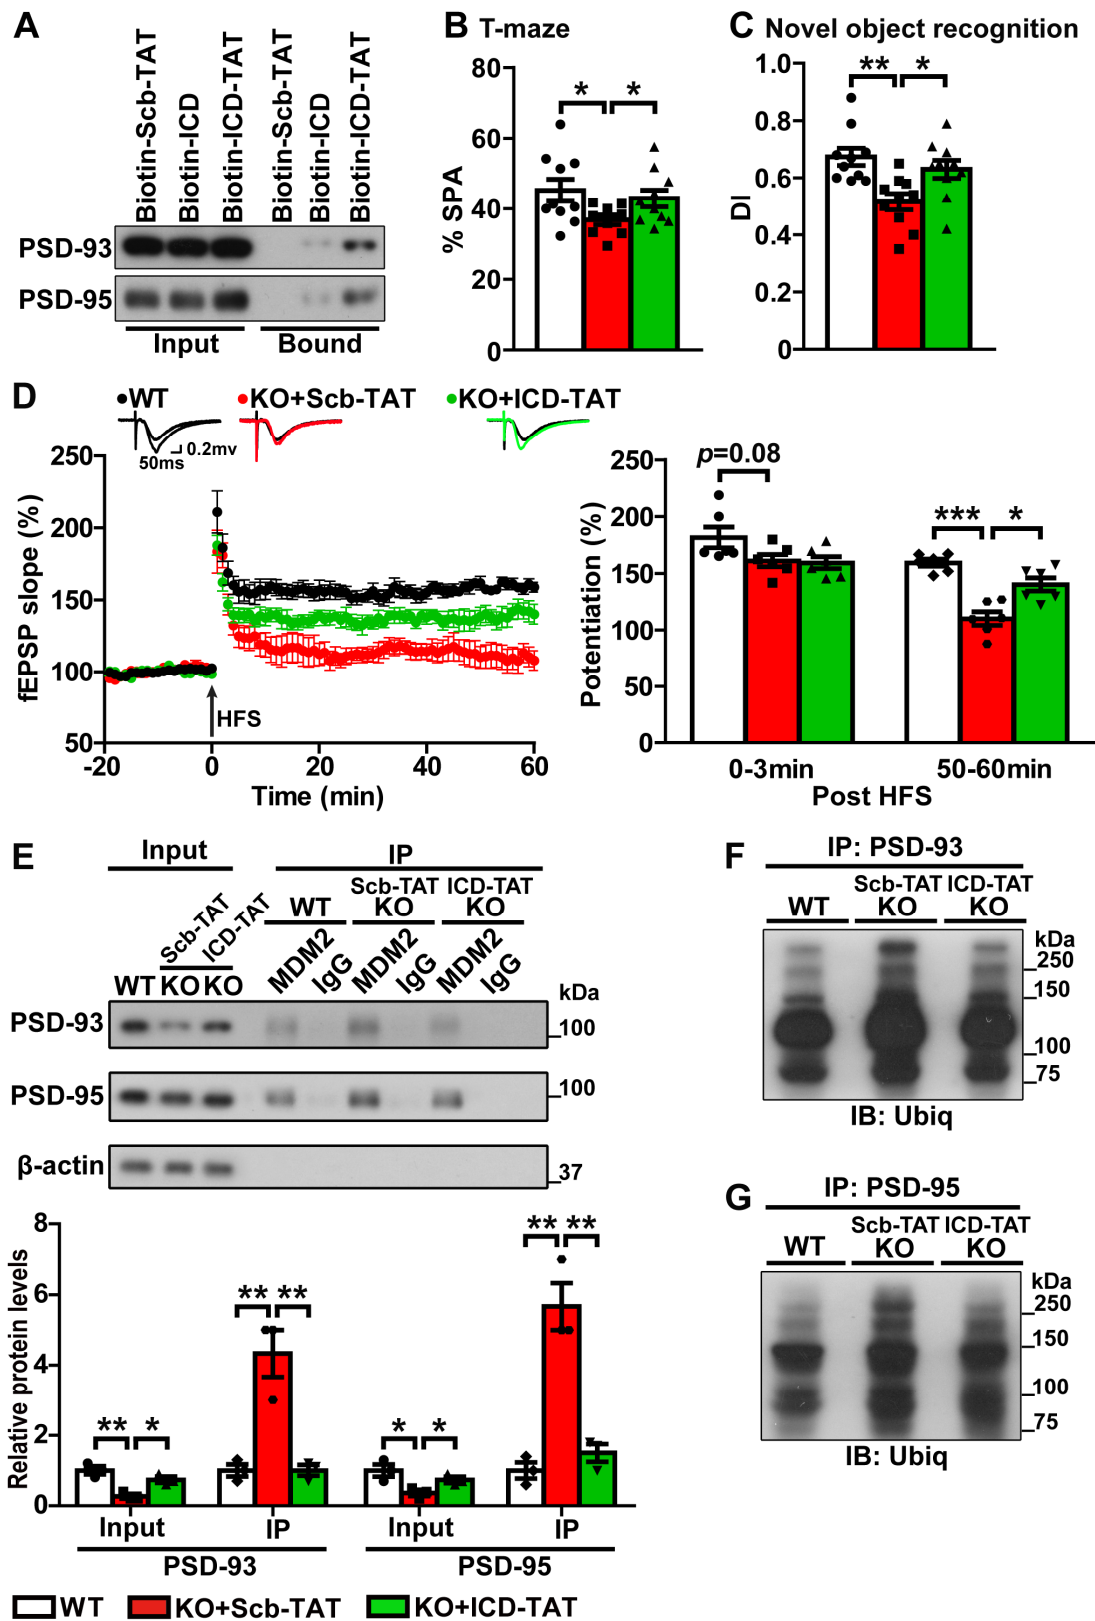 A
Biotin-Scb-TAT
Biotin-ICD
Biotin-ICD-TAT
Biotin-Scb-TAT
Biotin-ICD
Biotin-ICD-TAT
PSD-93
PSD-95
Input Bound
B T-maze
% SPA
80
60
40
20
0
* *
C Novel object recognition
DI
1.0
0.8
0.6
0.4
0.2
0
** *
D
WT KO+Scb-TAT KO+ICD-TAT
0.2mv
50ms
fEPSP slope (%)
250
200
150
100
50
HFS
-20 0 20 40 60
Time (min)
Potentiation (%)
250
200
150
100
50
0
p=0.08
*** *
0-3min 50-60min
Post HFS
E
Input IP
Scb-TAT ICD-TAT
WT KO KO
Scb-TAT ICD-TAT
WT KO KO
MDM2 IgG MDM2 IgG MDM2 IgG
kDa
PSD-93 100
PSD-95 100
β-actin 37
Relative protein levels
8
6
4
2
0
** * ** ** * * ** **
Input IP Input IP
PSD-93 PSD-95
WT KO+Scb-TAT KO+ICD-TAT
F IP: PSD-93
Scb-TAT ICD-TAT
WT KO KO
kDa
250
150
100
75
IB: Ubiq
G IP: PSD-95
Scb-TAT ICD-TAT
WT KO KO
kDa
250
150
100
75
IB: Ubiq